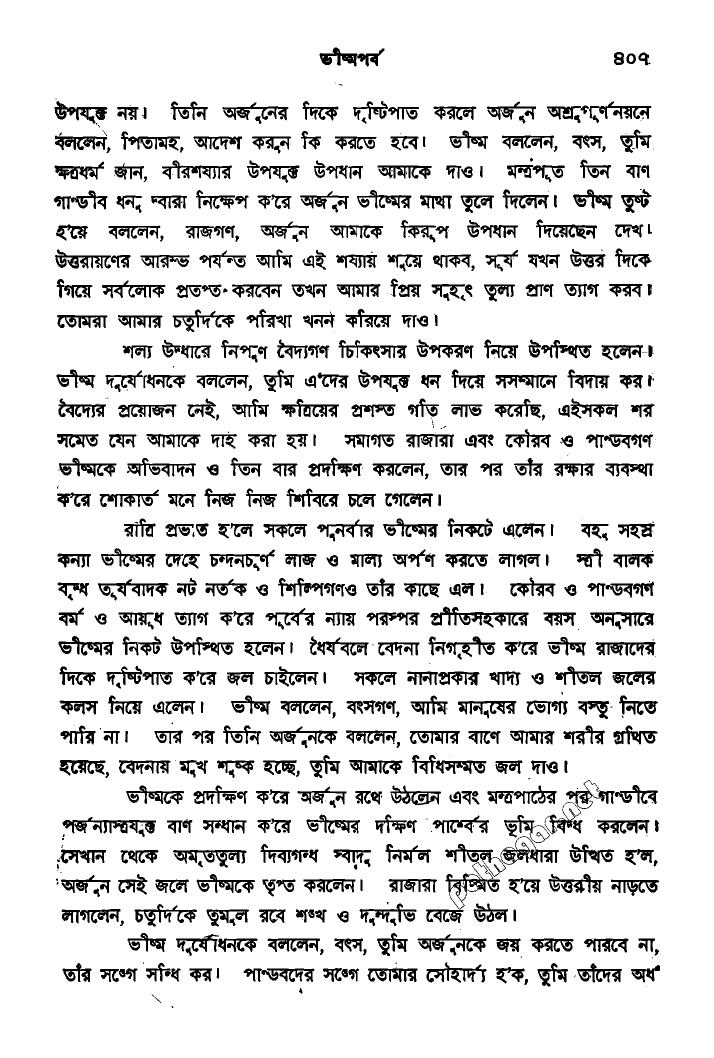 ভীষ্মপর্ব ৪০৭
উপযুক্ত নয়। তিনি অর্জুনের দিকে দৃষ্টিপাত করলে অর্জুন অশ্রুপূর্ণনয়নে
বললেন, পিতামহ, আদেশ করুন কি করতে হবে। ভীষ্ম বললেন, বৎস, তুমি
ক্ষত্রধর্ম জান, বীরশয্যার উপযুক্ত উপধান আমাকে দাও। মন্ত্রপূত তিন বাণ
গাণ্ডীব ধনু দ্বারা নিক্ষেপ ক'রে অর্জুন ভীষ্মের মাথা তুলে দিলেন। ভীষ্ম তুষ্ট
হ'য়ে বললেন, রাজগণ, অর্জুন আমাকে কিরূপ উপধান দিয়েছেন দেখ।
উত্তরায়ণের আরম্ভ পর্যন্ত আমি এই শয্যায় শুয়ে থাকব, সূর্য যখন উত্তর দিকে
গিয়ে সর্বলোক প্রতপ্ত করবেন তখন আমার প্রিয় সুহৃৎ তুল্য প্রাণ ত্যাগ করব।
তোমরা আমার চতুর্দিকে পরিখা খনন করিয়ে দাও।
শল্য উদ্ধারে নিপুণ বৈদ্যগণ চিকিৎসার উপকরণ নিয়ে উপস্থিত হলেন।
ভীষ্ম দুর্যোধনকে বললেন, তুমি এ'দের উপযুক্ত ধন দিয়ে সসম্মানে বিদায় কর।
বৈদ্যের প্রয়োজন নেই, আমি ক্ষত্রিয়ের প্রশস্ত গতি লাভ করেছি, এইসকল শর
সমেত যেন আমাকে দাহ করা হয়। সমাগত রাজারা এবং কৌরব ও পাণ্ডবগণ
ভীষ্মকে অভিবাদন ও তিন বার প্রদক্ষিণ করলেন, তার পর তাঁর রক্ষার ব্যবস্থা
ক'রে শোকার্ত মনে নিজ নিজ শিবিরে চলে গেলেন।
রাত্রি প্রভাত হ'লে সকলে পুনর্বার ভীষ্মের নিকটে এলেন। বহু সহস্র
কন্যা ভীষ্মের দেহে চন্দনচূর্ণ লাজ ও মাল্য অর্পণ করতে লাগল। স্ত্রী বালক
বৃদ্ধ তূর্যবাদক নট নর্তক ও শিল্পিগণও তাঁর কাছে এল। কৌরব ও পাণ্ডবগণ
বর্ম ও আয়ুধ ত্যাগ ক'রে পূর্বের ন্যায় পরস্পর প্রীতিসহকারে বয়স অনুসারে
ভীষ্মের নিকট উপস্থিত হলেন। ধৈর্যবলে বেদনা নিগৃহীত ক'রে ভীষ্ম রাজাদের
দিকে দৃষ্টিপাত ক'রে জল চাইলেন। সকলে নানাপ্রকার খাদ্য ও শীতল জলের
কলস নিয়ে এলেন। ভীষ্ম বললেন, বৎসগণ, আমি মানুষের ভোগ্য বস্তু নিতে
পারি না। তার পর তিনি অর্জুনকে বললেন, তোমার বাণে আমার শরীর গ্রথিত
হয়েছে, বেদনায় মুখ শুষ্ক হচ্ছে, তুমি আমাকে বিধিসম্মত জল দাও।
ভীষ্মকে প্রদক্ষিণ ক'রে অর্জুন রথে উঠলেন এবং মন্ত্রপাঠের পর গাণ্ডীবে
পর্জন্যাস্ত্রযুক্ত বাণ সন্ধান ক'রে ভীষ্মের দক্ষিণ পার্শ্বের ভূমি বিদ্ধ করলেন।
সেখান থেকে অমৃততুল্য দিব্যগন্ধ স্বাদু নির্মল শীতল জলধারা উত্থিত হ'ল,
অর্জুন সেই জলে ভীষ্মকে তৃপ্ত করলেন। রাজারা বিস্মিত হ'য়ে উত্তরীয় নাড়তে
লাগলেন, চতুর্দিকে তুমুল রবে শঙ্খ ও দুন্দুভি বেজে উঠল।
ভীষ্ম দুর্যোধনকে বললেন, বৎস, তুমি অর্জুনকে জয় করতে পারবে না,
তাঁর সঙ্গে সন্ধি কর। পাণ্ডবদের সঙ্গে তোমার সৌহার্দ্য হ'ক, তুমি তাঁদের অর্ধ
pathagar.net